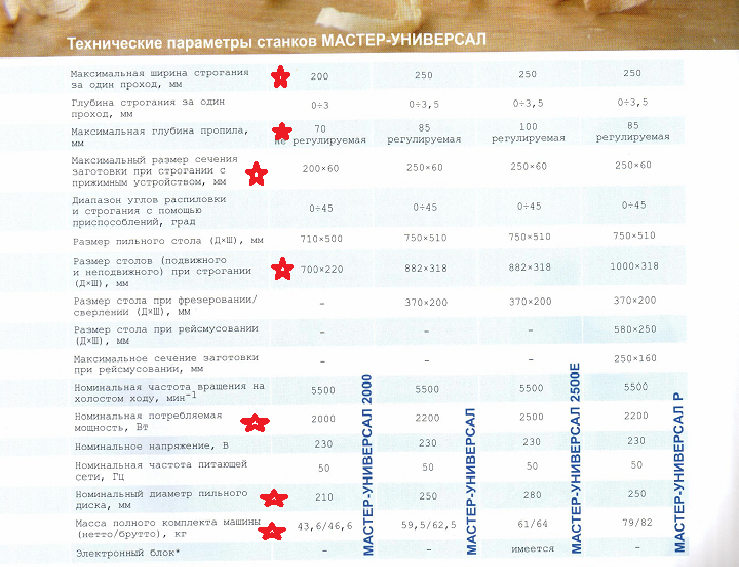 Технические параметры станков МАСТЕР-УНИВЕРСАЛ
Максимальная ширина строгания
за один проход, мм 200 250 250 250
Глубина строгания за один
проход, мм 0÷3 0÷3,5 0÷3,5 0÷3,5
Максимальная глубина пропила,
мм 70 не регулируемая 85 регулируемая 100 регулируемая 85 регулируемая
Максимальный размер сечения
заготовки при строгании с
прижимным устройством, мм 200×60 250×60 250×60 250×60
Диапазон углов распиловки
и строгания с помощью
приспособлений, град 0÷45 0÷45 0÷45 0÷45
Размер пильного стола (Д×Ш), мм 710×500 750×510 750×510 750×510
Размер столов (подвижного
и неподвижного) при строгании
(Д×Ш), мм 700×220 882×318 882×318 1000×318
Размер стола при фрезеровании/
сверлении (Д×Ш), мм – 370×200 370×200 370×200
Размер стола при рейсмусовании
(Д×Ш), мм – – – 580×250
Максимальное сечение заготовки
при рейсмусовании, мм – – – 250×160
Номинальная частота вращения на
холостом ходу, мин⁻¹ 5500 5500 5500 5500
Номинальная потребляемая
мощность, Вт 2000 2200 2500 2200
Номинальное напряжение, В 230 230 230 230
Номинальная частота питающей
сети, Гц 50 50 50 50
Номинальный диаметр пильного
диска, мм 210 250 280 250
Масса полного комплекта машины
(нетто/брутто), кг 43,6/46,6 59,5/62,5 61/64 79/82
Электронный блок* – – имеется –
МАСТЕР-УНИВЕРСАЛ 2000
МАСТЕР-УНИВЕРСАЛ
МАСТЕР-УНИВЕРСАЛ 2500Е
МАСТЕР-УНИВЕРСАЛ Р